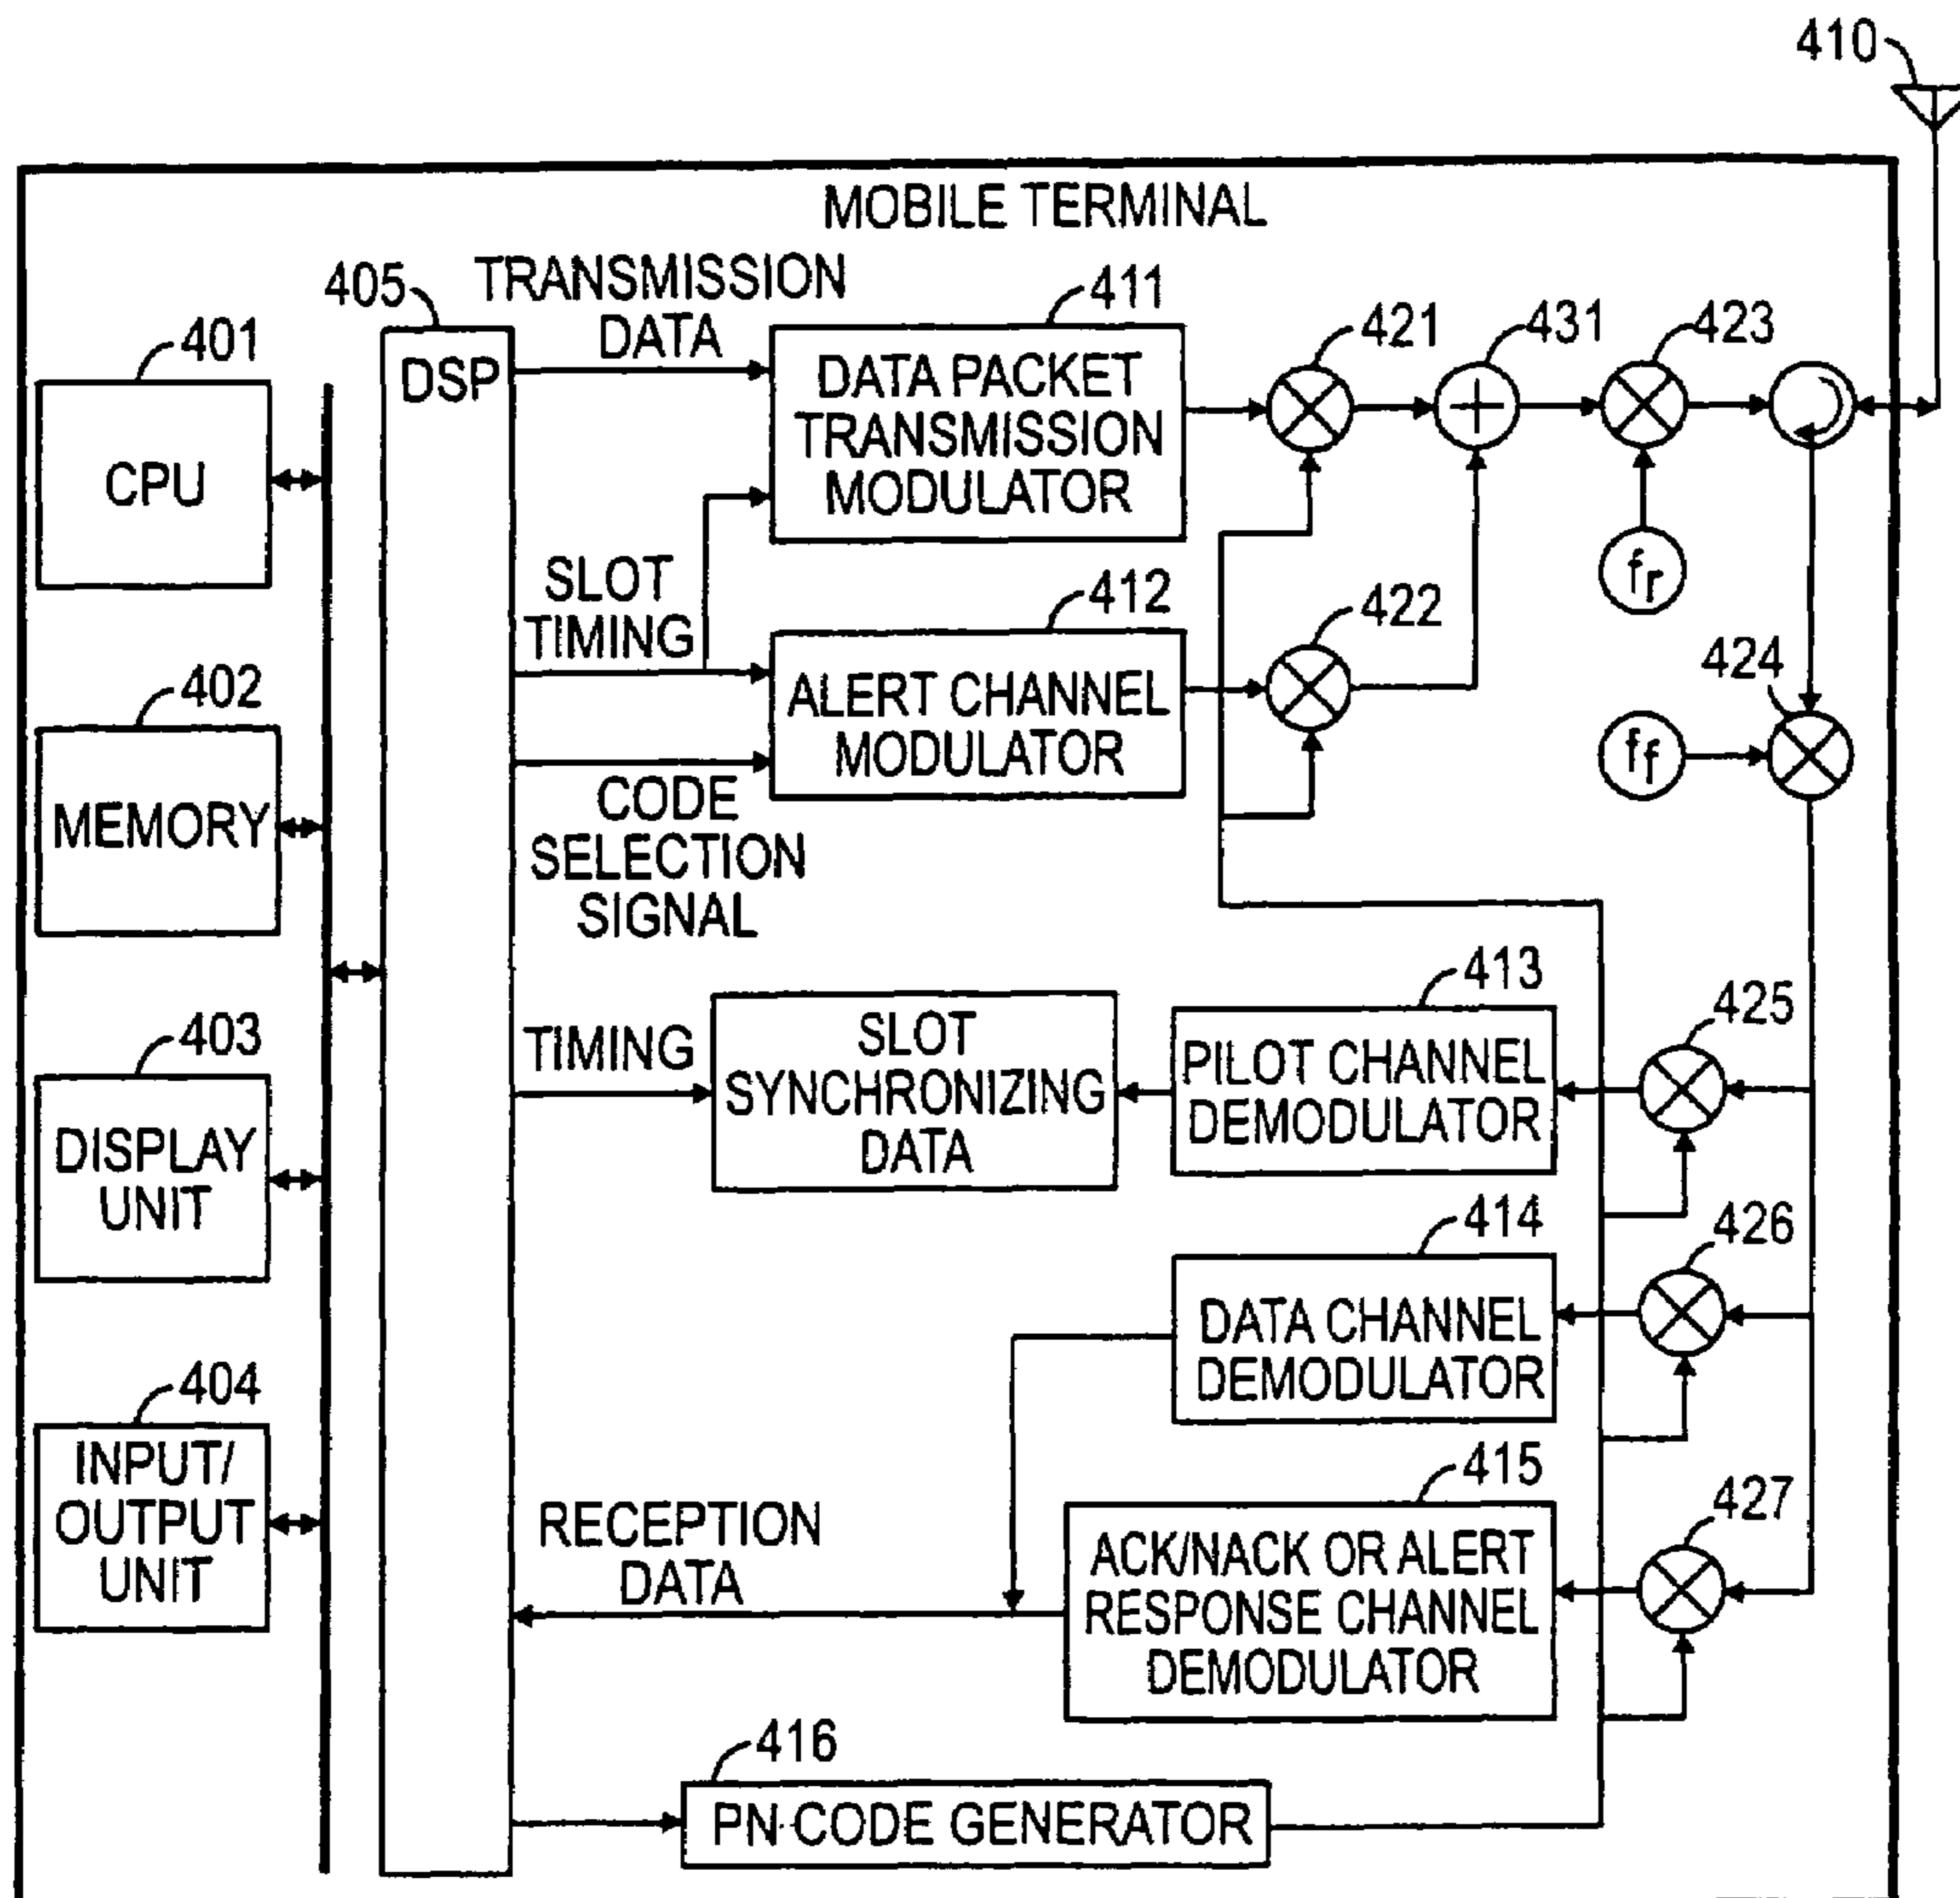 410
MOBILE TERMINAL
405
TRANSMISSION
DATA
411
421
431
423
401
DSP
DATA PACKET
TRANSMISSION
MODULATOR
CPU
fr
SLOT
TIMING
412
422
424
402
ALERT CHANNEL
MODULATOR
ff
MEMORY
CODE
SELECTION
SIGNAL
413
425
403
TIMING
SLOT
SYNCHRONIZING
DATA
PILOT CHANNEL
DEMODULATOR
DISPLAY
UNIT
414
426
DATA CHANNEL
DEMODULATOR
404
INPUT/
OUTPUT
UNIT
415
427
RECEPTION
DATA
ACK/NACK OR ALERT
RESPONSE CHANNEL
DEMODULATOR
416
PN CODE GENERATOR